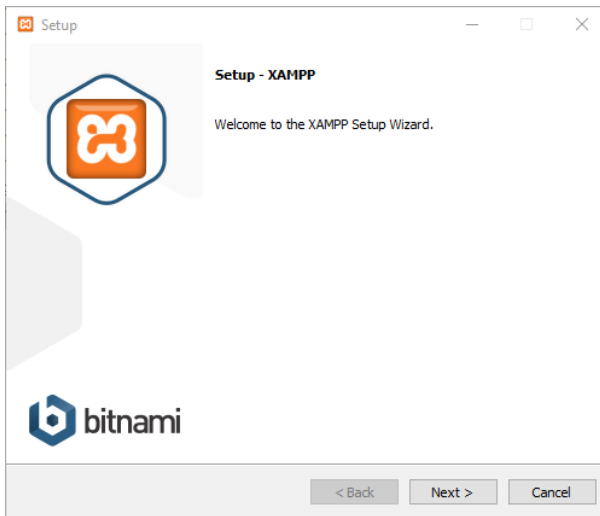 Setup
Setup - XAMPP
Welcome to the XAMPP Setup Wizard.
bitnami
< Back
Next >
Cancel